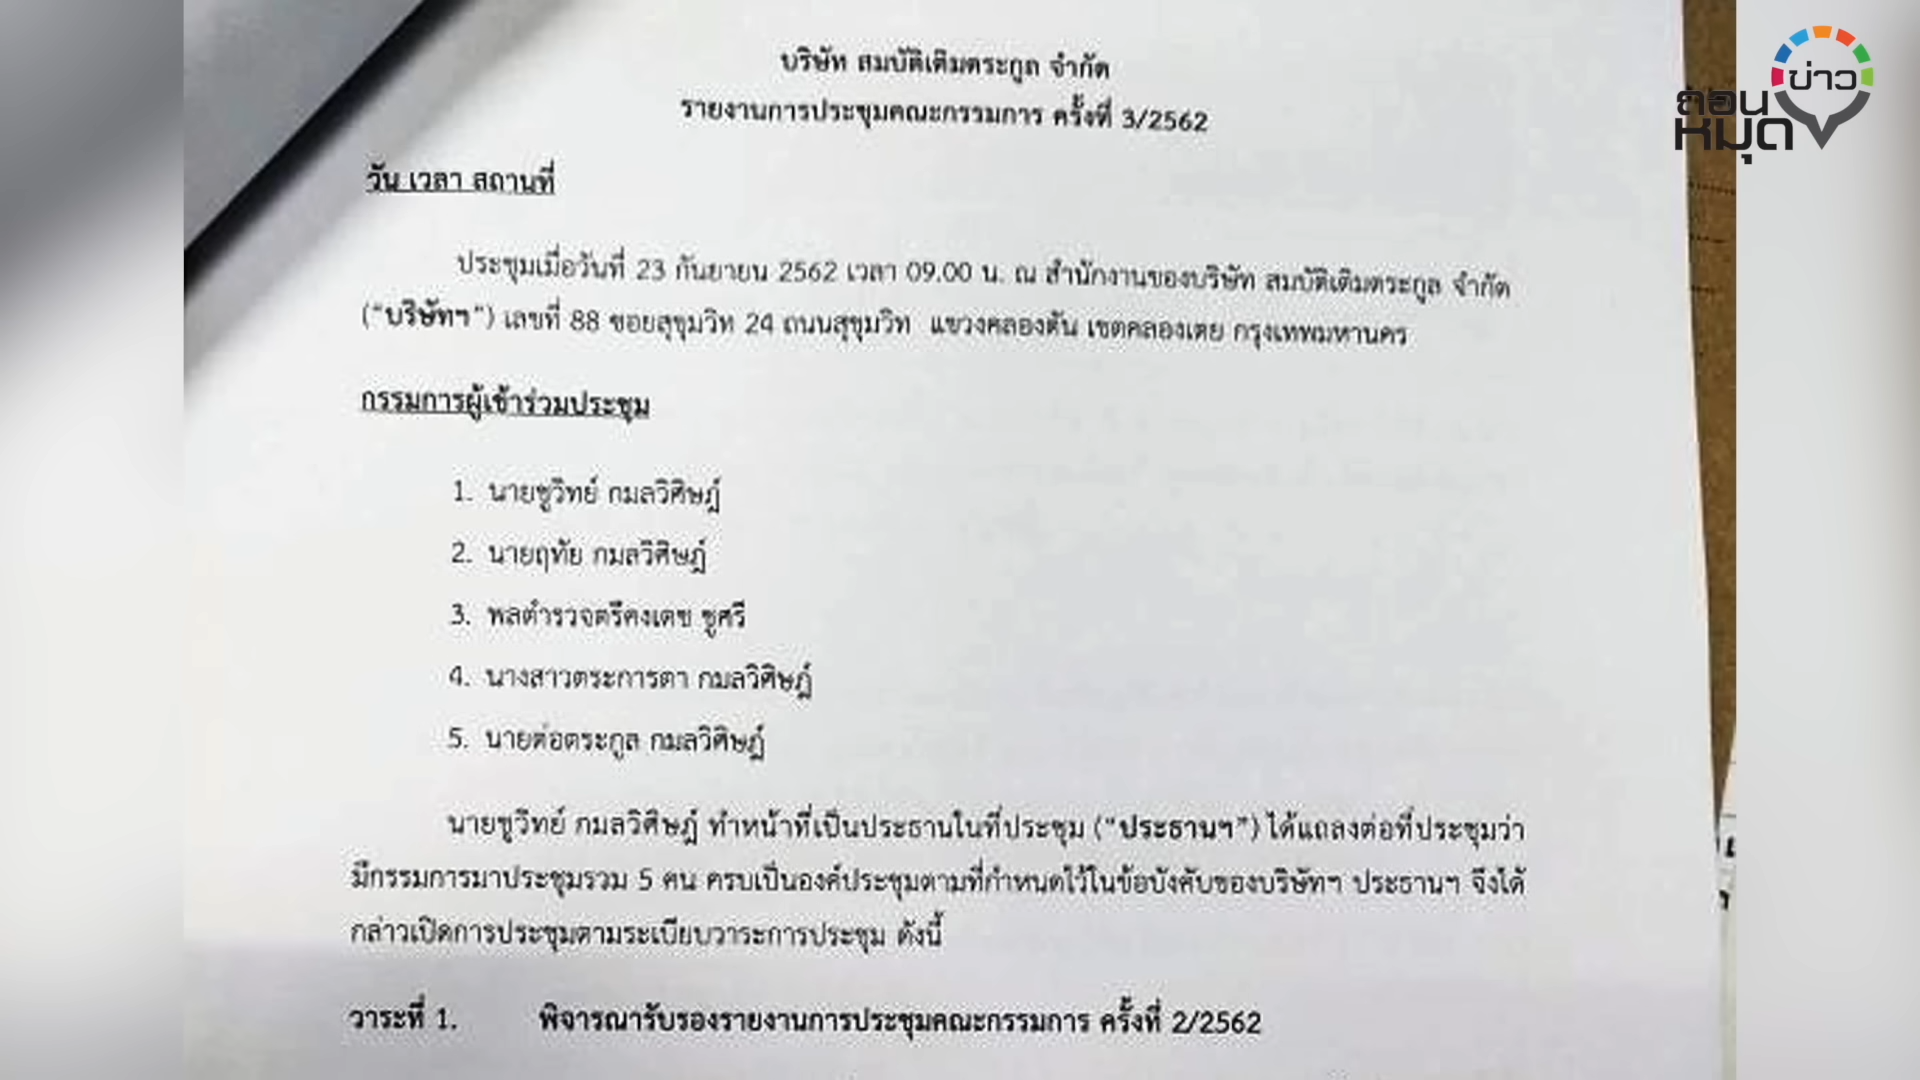 บริษัท สมบัติเติมตระกูล จำกัด
รายงานการประชุมคณะกรรมการ ครั้งที่ 3/2562
ข่าว
ถอน
หมุด
วัน เวลา สถานที่
ประชุมเมื่อวันที่ 23 กันยายน 2562 เวลา 09.00 น. ณ สำนักงานของบริษัท สมบัติเติมตระกูล จำกัด
("บริษัทฯ") เลขที่ 88 ซอยสุขุมวิท 24 ถนนสุขุมวิท แขวงคลองตัน เขตคลองเตย กรุงเทพมหานคร
กรรมการผู้เข้าร่วมประชุม
1. นายชูวิทย์ กมลวิศิษฎ์
2. นายฤทัย กมลวิศิษฎ์
3. พลตำรวจตรีคงเดช ชูศรี
4. นางสาวตระการตา กมลวิศิษฎ์
5. นายต่อตระกูล กมลวิศิษฎ์
นายชูวิทย์ กมลวิศิษฎ์ ทำหน้าที่เป็นประธานในที่ประชุม ("ประธานฯ") ได้แถลงต่อที่ประชุมว่า
มีกรรมการมาประชุมรวม 5 คน ครบเป็นองค์ประชุมตามที่กำหนดไว้ในข้อบังคับของบริษัทฯ ประธานฯ จึงได้
กล่าวเปิดการประชุมตามระเบียบวาระการประชุม ดังนี้
วาระที่ 1. พิจารณารับรองรายงานการประชุมคณะกรรมการ ครั้งที่ 2/2562